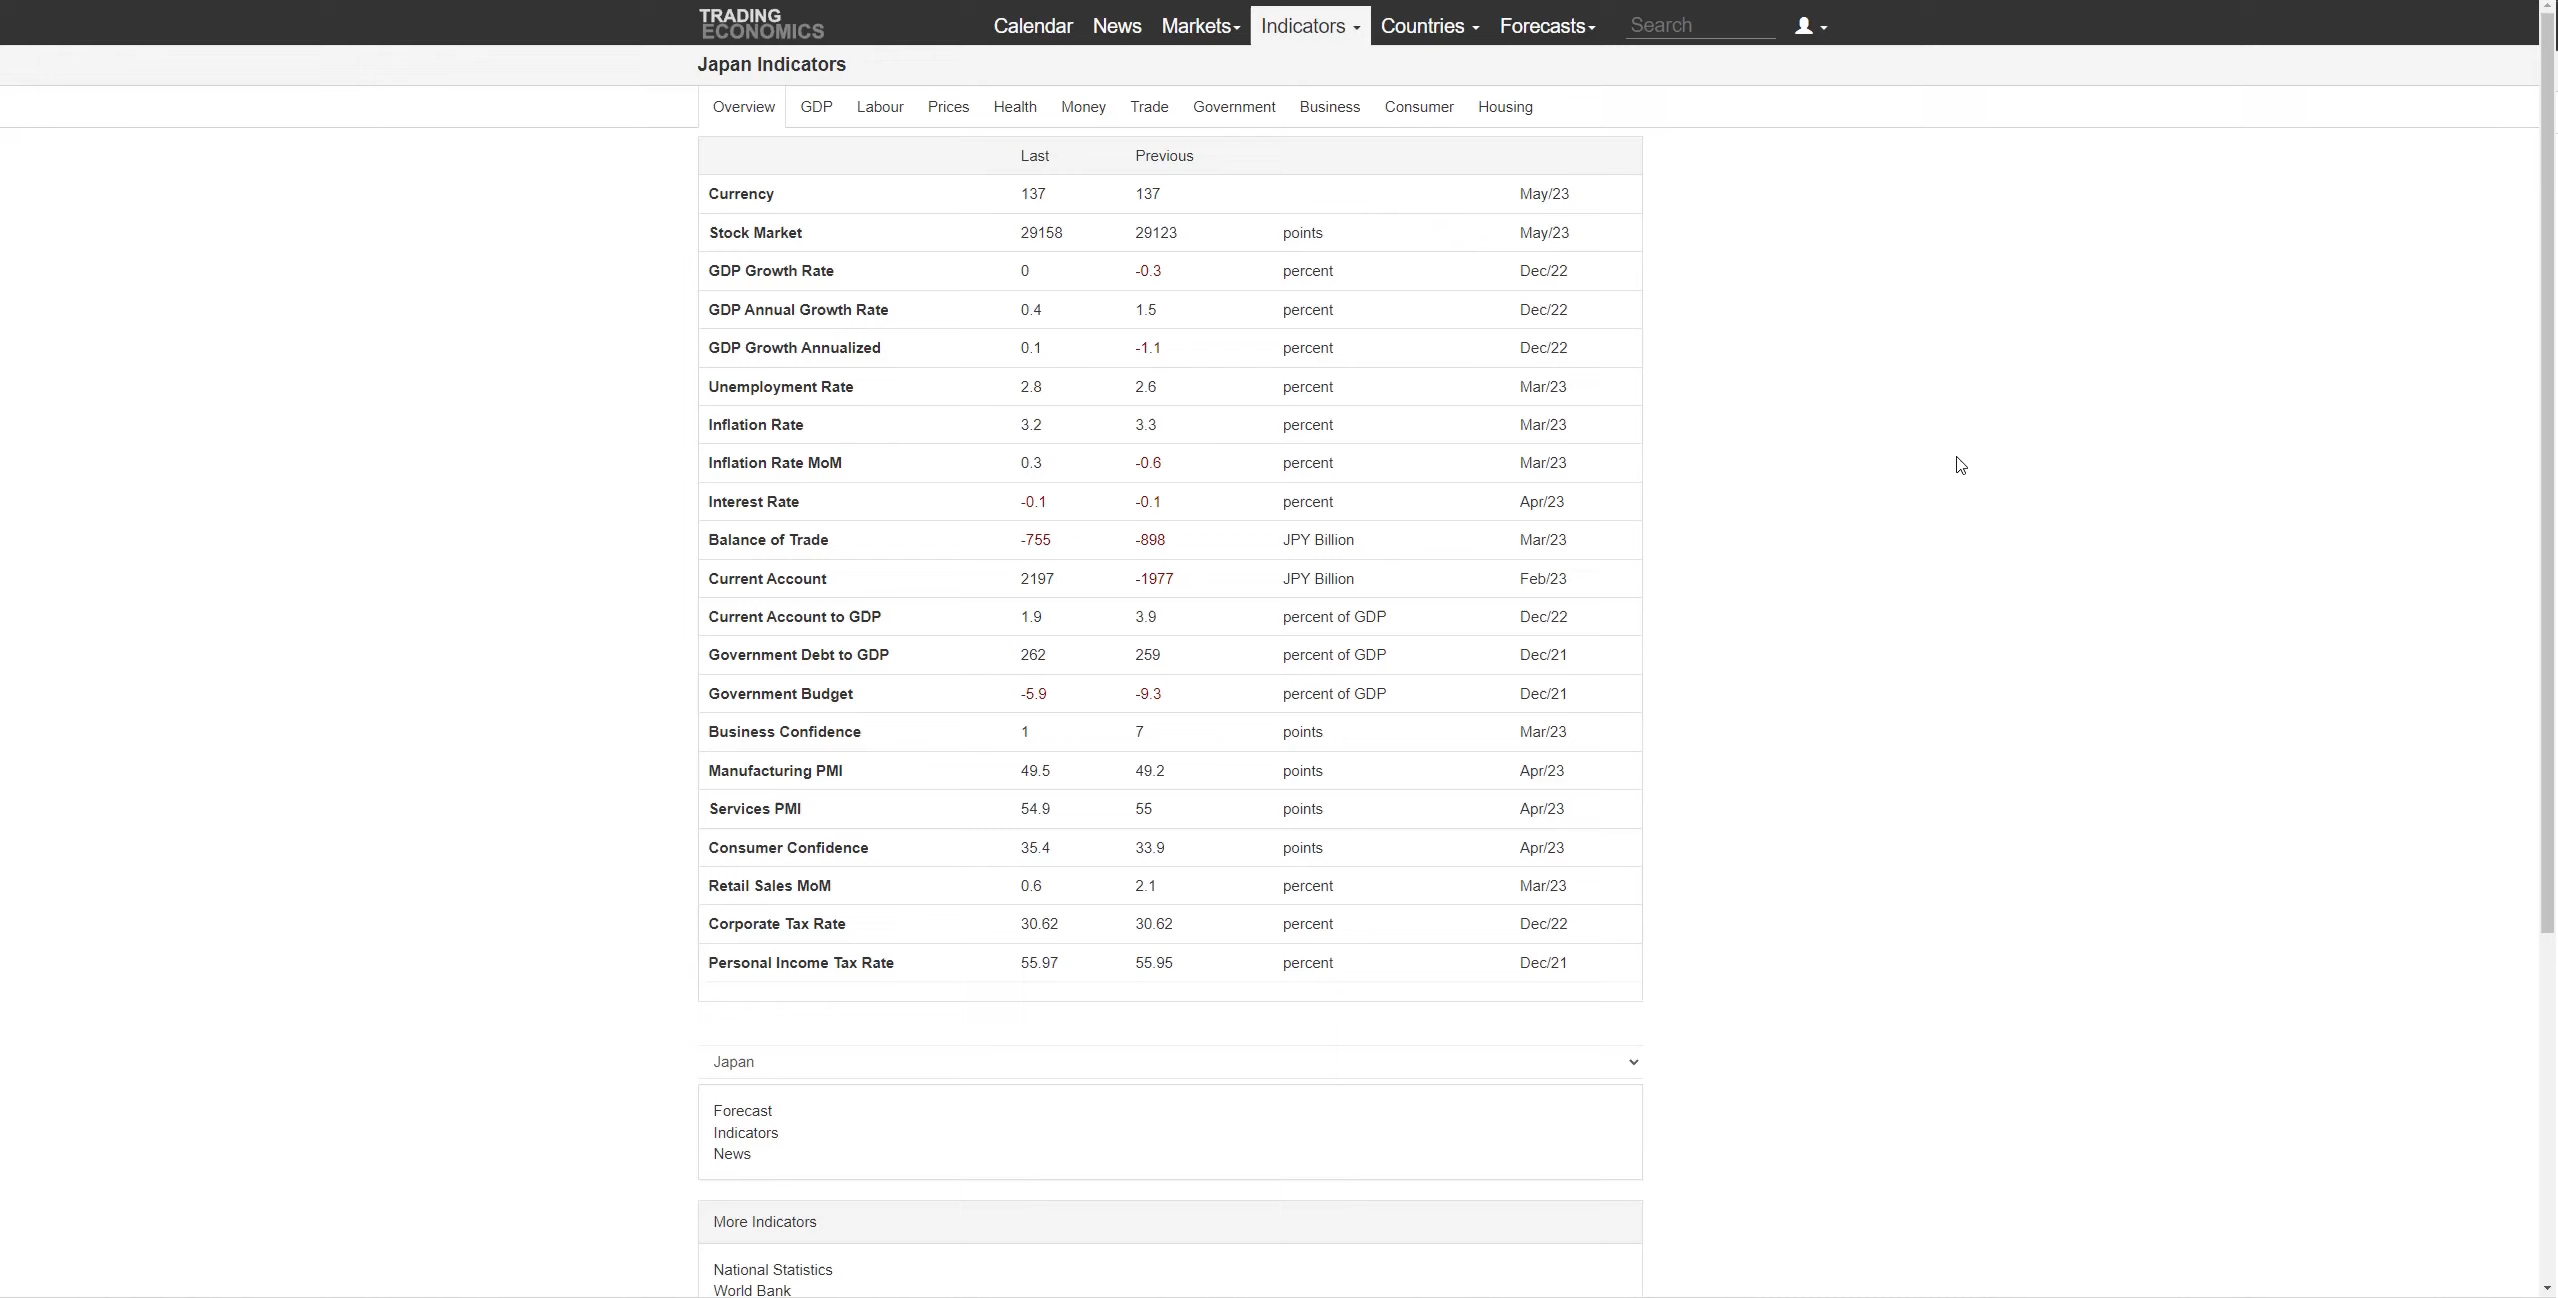 TRADING
ECONOMICS
Calendar News Markets Indicators Countries Forecasts Search
Japan Indicators
Overview GDP Labour Prices Health Money Trade Government Business Consumer Housing
Last Previous
Currency 137 137 May/23
Stock Market 29158 29123 points May/23
GDP Growth Rate 0 -0.3 percent Dec/22
GDP Annual Growth Rate 0.4 1.5 percent Dec/22
GDP Growth Annualized 0.1 -1.1 percent Dec/22
Unemployment Rate 2.8 2.6 percent Mar/23
Inflation Rate 3.2 3.3 percent Mar/23
Inflation Rate MoM 0.3 -0.6 percent Mar/23
Interest Rate -0.1 -0.1 percent Apr/23
Balance of Trade -755 -898 JPY Billion Mar/23
Current Account 2197 -1977 JPY Billion Feb/23
Current Account to GDP 1.9 3.9 percent of GDP Dec/22
Government Debt to GDP 262 259 percent of GDP Dec/21
Government Budget -5.9 -9.3 percent of GDP Dec/21
Business Confidence 1 7 points Mar/23
Manufacturing PMI 49.5 49.2 points Apr/23
Services PMI 54.9 55 points Apr/23
Consumer Confidence 35.4 33.9 points Apr/23
Retail Sales MoM 0.6 2.1 percent Mar/23
Corporate Tax Rate 30.62 30.62 percent Dec/22
Personal Income Tax Rate 55.97 55.95 percent Dec/21
Japan
Forecast
Indicators
News
More Indicators
National Statistics
World Bank